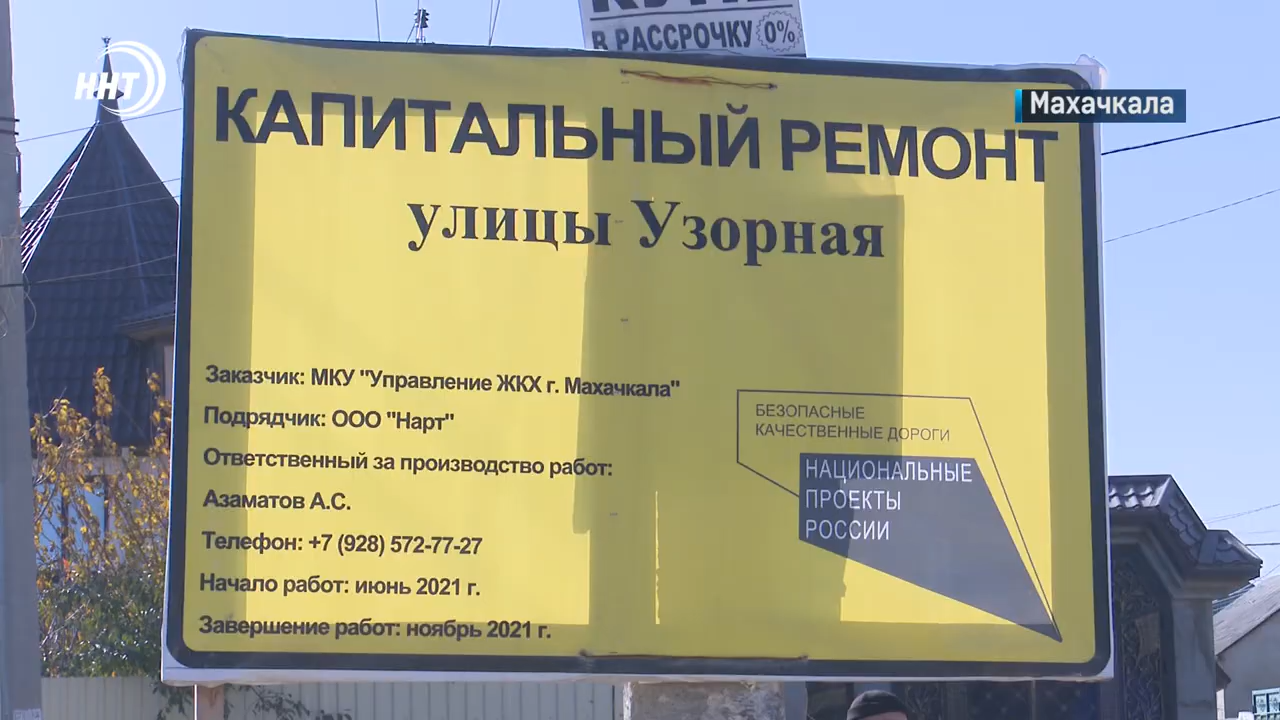 В РАССРОЧКУ 0%
ННТ
Махачкала
КАПИТАЛЬНЫЙ РЕМОНТ
улицы Узорная
Заказчик: МКУ "Управление ЖКХ г. Махачкала"
Подрядчик: ООО "Нарт"
Ответственный за производство работ:
Азаматов А.С.
Телефон: +7 (928) 572-77-27
Начало работ: июнь 2021 г.
Завершение работ: ноябрь 2021 г.
БЕЗОПАСНЫЕ
КАЧЕСТВЕННЫЕ ДОРОГИ
НАЦИОНАЛЬНЫЕ
ПРОЕКТЫ
РОССИИ